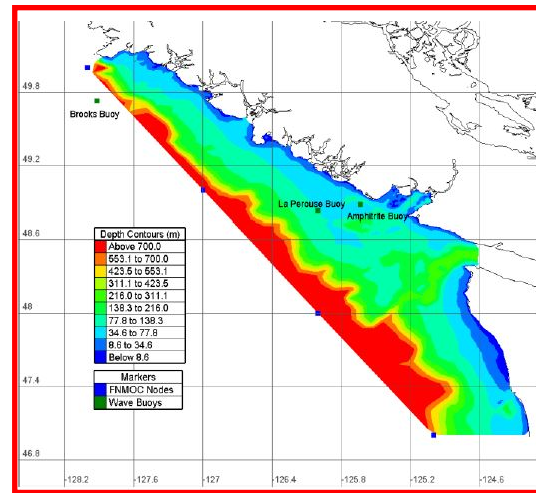 49.8
Brooks Buoy
49.2
La Perouse Buoy
Amphitrite Buoy
48.6
Depth Contours (m)
Above 700.0
553.1 to 700.0
423.5 to 553.1
311.1 to 423.5
216.0 to 311.1
138.3 to 216.0
77.8 to 138.3
34.6 to 77.8
8.6 to 34.6
Below 8.6
48
Markers
FNMOC Nodes
Wave Buoys
47.4
46.8
-128.2 -127.6 -127 -126.4 -125.8 -125.2 -124.6